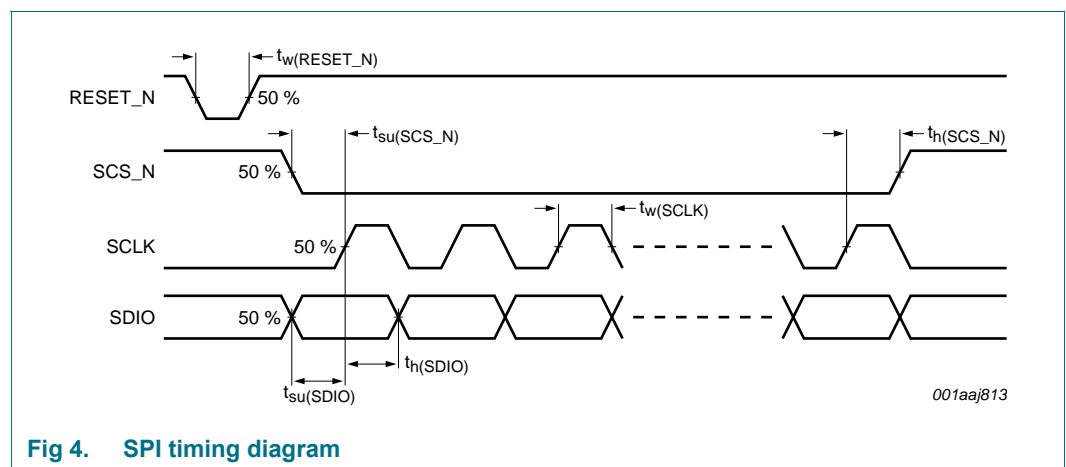 tw(RESET_N)
RESET_N
50 %
tsu(SCS_N)
th(SCS_N)
SCS_N
50 %
tw(SCLK)
SCLK
50 %
SDIO
50 %
th(SDIO)
tsu(SDIO)
001aaj813
Fig 4. SPI timing diagram